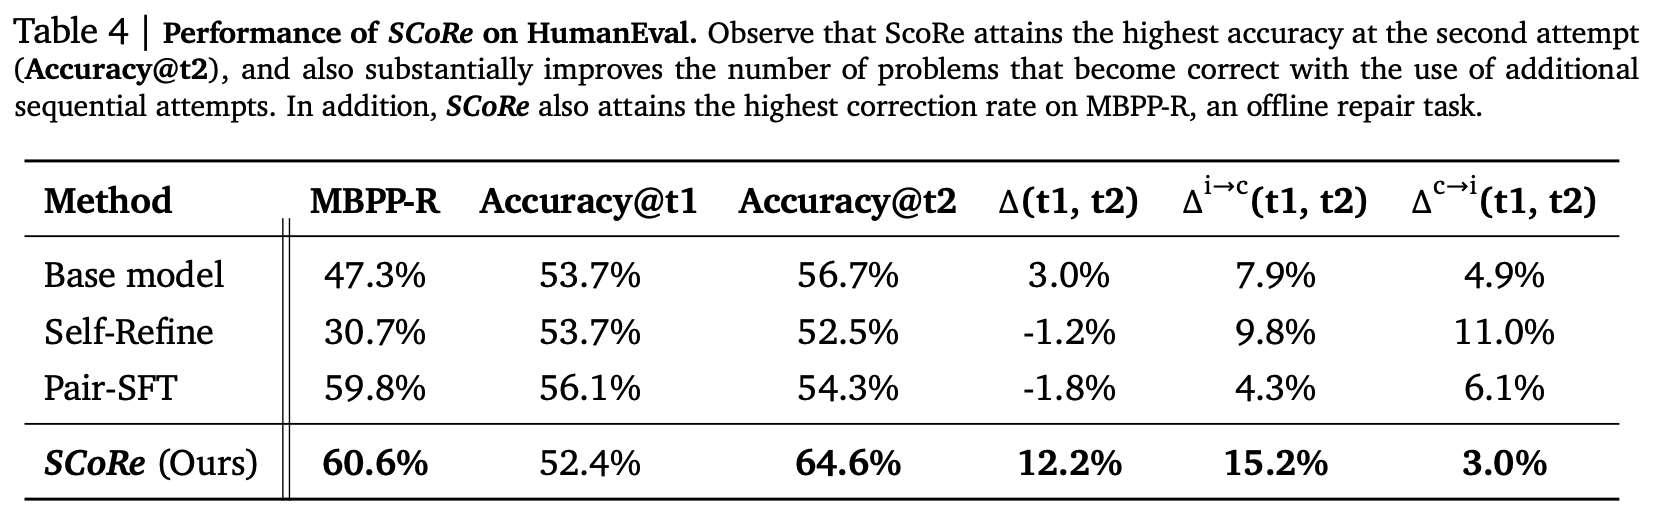 Table 4 | Performance of SCoRe on HumanEval. Observe that ScoRe attains the highest accuracy at the second attempt
(Accuracy@t2), and also substantially improves the number of problems that become correct with the use of additional
sequential attempts. In addition, SCoRe also attains the highest correction rate on MBPP-R, an offline repair task.
Method MBPP-R Accuracy@t1 Accuracy@t2 Δ(t1, t2) Δ^i→c(t1, t2) Δ^c→i(t1, t2)
Base model 47.3% 53.7% 56.7% 3.0% 7.9% 4.9%
Self-Refine 30.7% 53.7% 52.5% -1.2% 9.8% 11.0%
Pair-SFT 59.8% 56.1% 54.3% -1.8% 4.3% 6.1%
SCoRe (Ours) 60.6% 52.4% 64.6% 12.2% 15.2% 3.0%